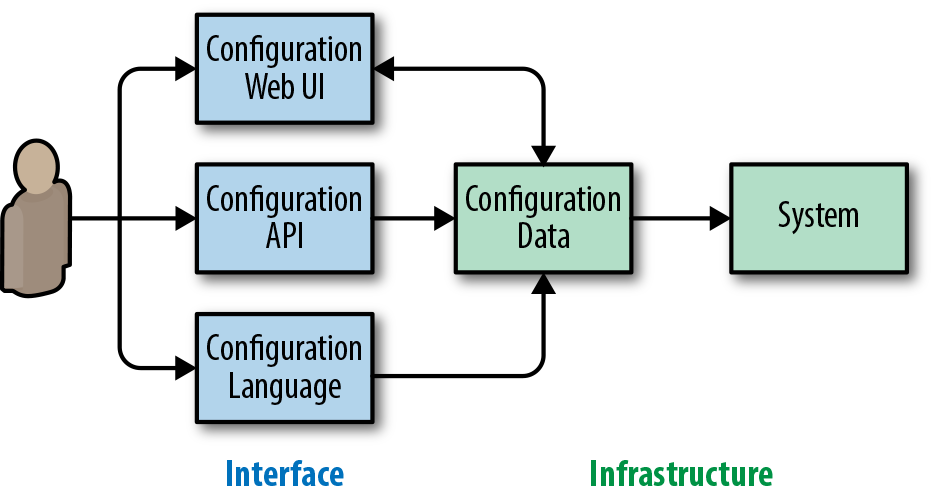 Configuration
Web UI
Configuration
API
Configuration
Data
System
Configuration
Language
Interface
Infrastructure